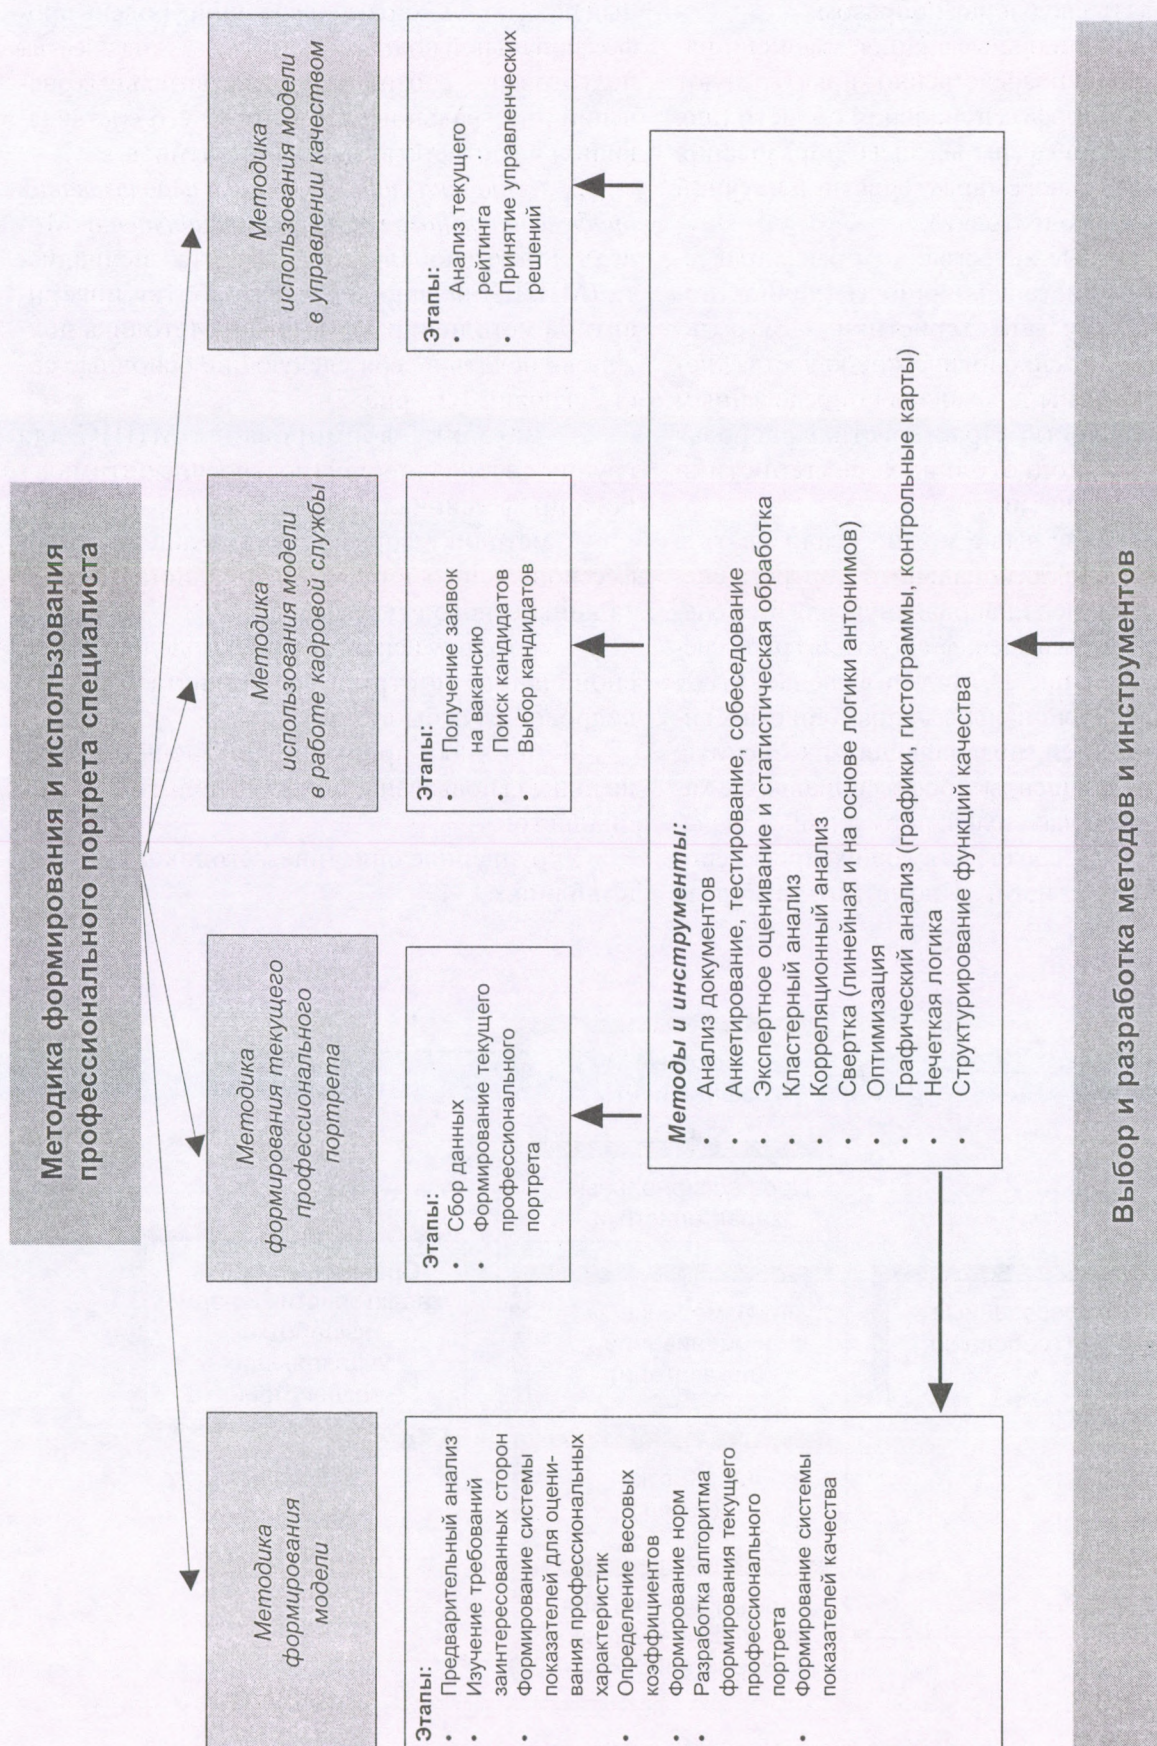 Методика формирования и использования
профессионального портрета специалиста
Методика
формирования
модели
Методика
формирования текущего
профессионального
портрета
Методика
использования модели
в работе кадровой службы
Методика
использования модели
в управлении качеством
Этапы:
• Предварительный анализ
• Изучение требований
заинтересованных сторон
• Формирование системы
показателей для оцени-
вания профессиональных
характеристик
• Определение весовых
коэффициентов
• Формирование норм
• Разработка алгоритма
формирования текущего
профессионального
портрета
• Формирование системы
показателей качества
Этапы:
• Сбор данных
• Формирование текущего
профессионального
портрета
Этапы:
• Получение заявок
на вакансию
• Поиск кандидатов
• Выбор кандидатов
Этапы:
• Анализ текущего
рейтинга
• Принятие управленческих
решений
Методы и инструменты:
• Анализ документов
• Анкетирование, тестирование, собеседование
• Экспертное оценивание и статистическая обработка
• Кластерный анализ
• Корреляционный анализ
• Свертка (линейная и на основе логики антонимов)
• Оптимизация
• Графический анализ (графики, гистограммы, контрольные карты)
• Нечеткая логика
• Структурирование функций качества
Выбор и разработка методов и инструментов